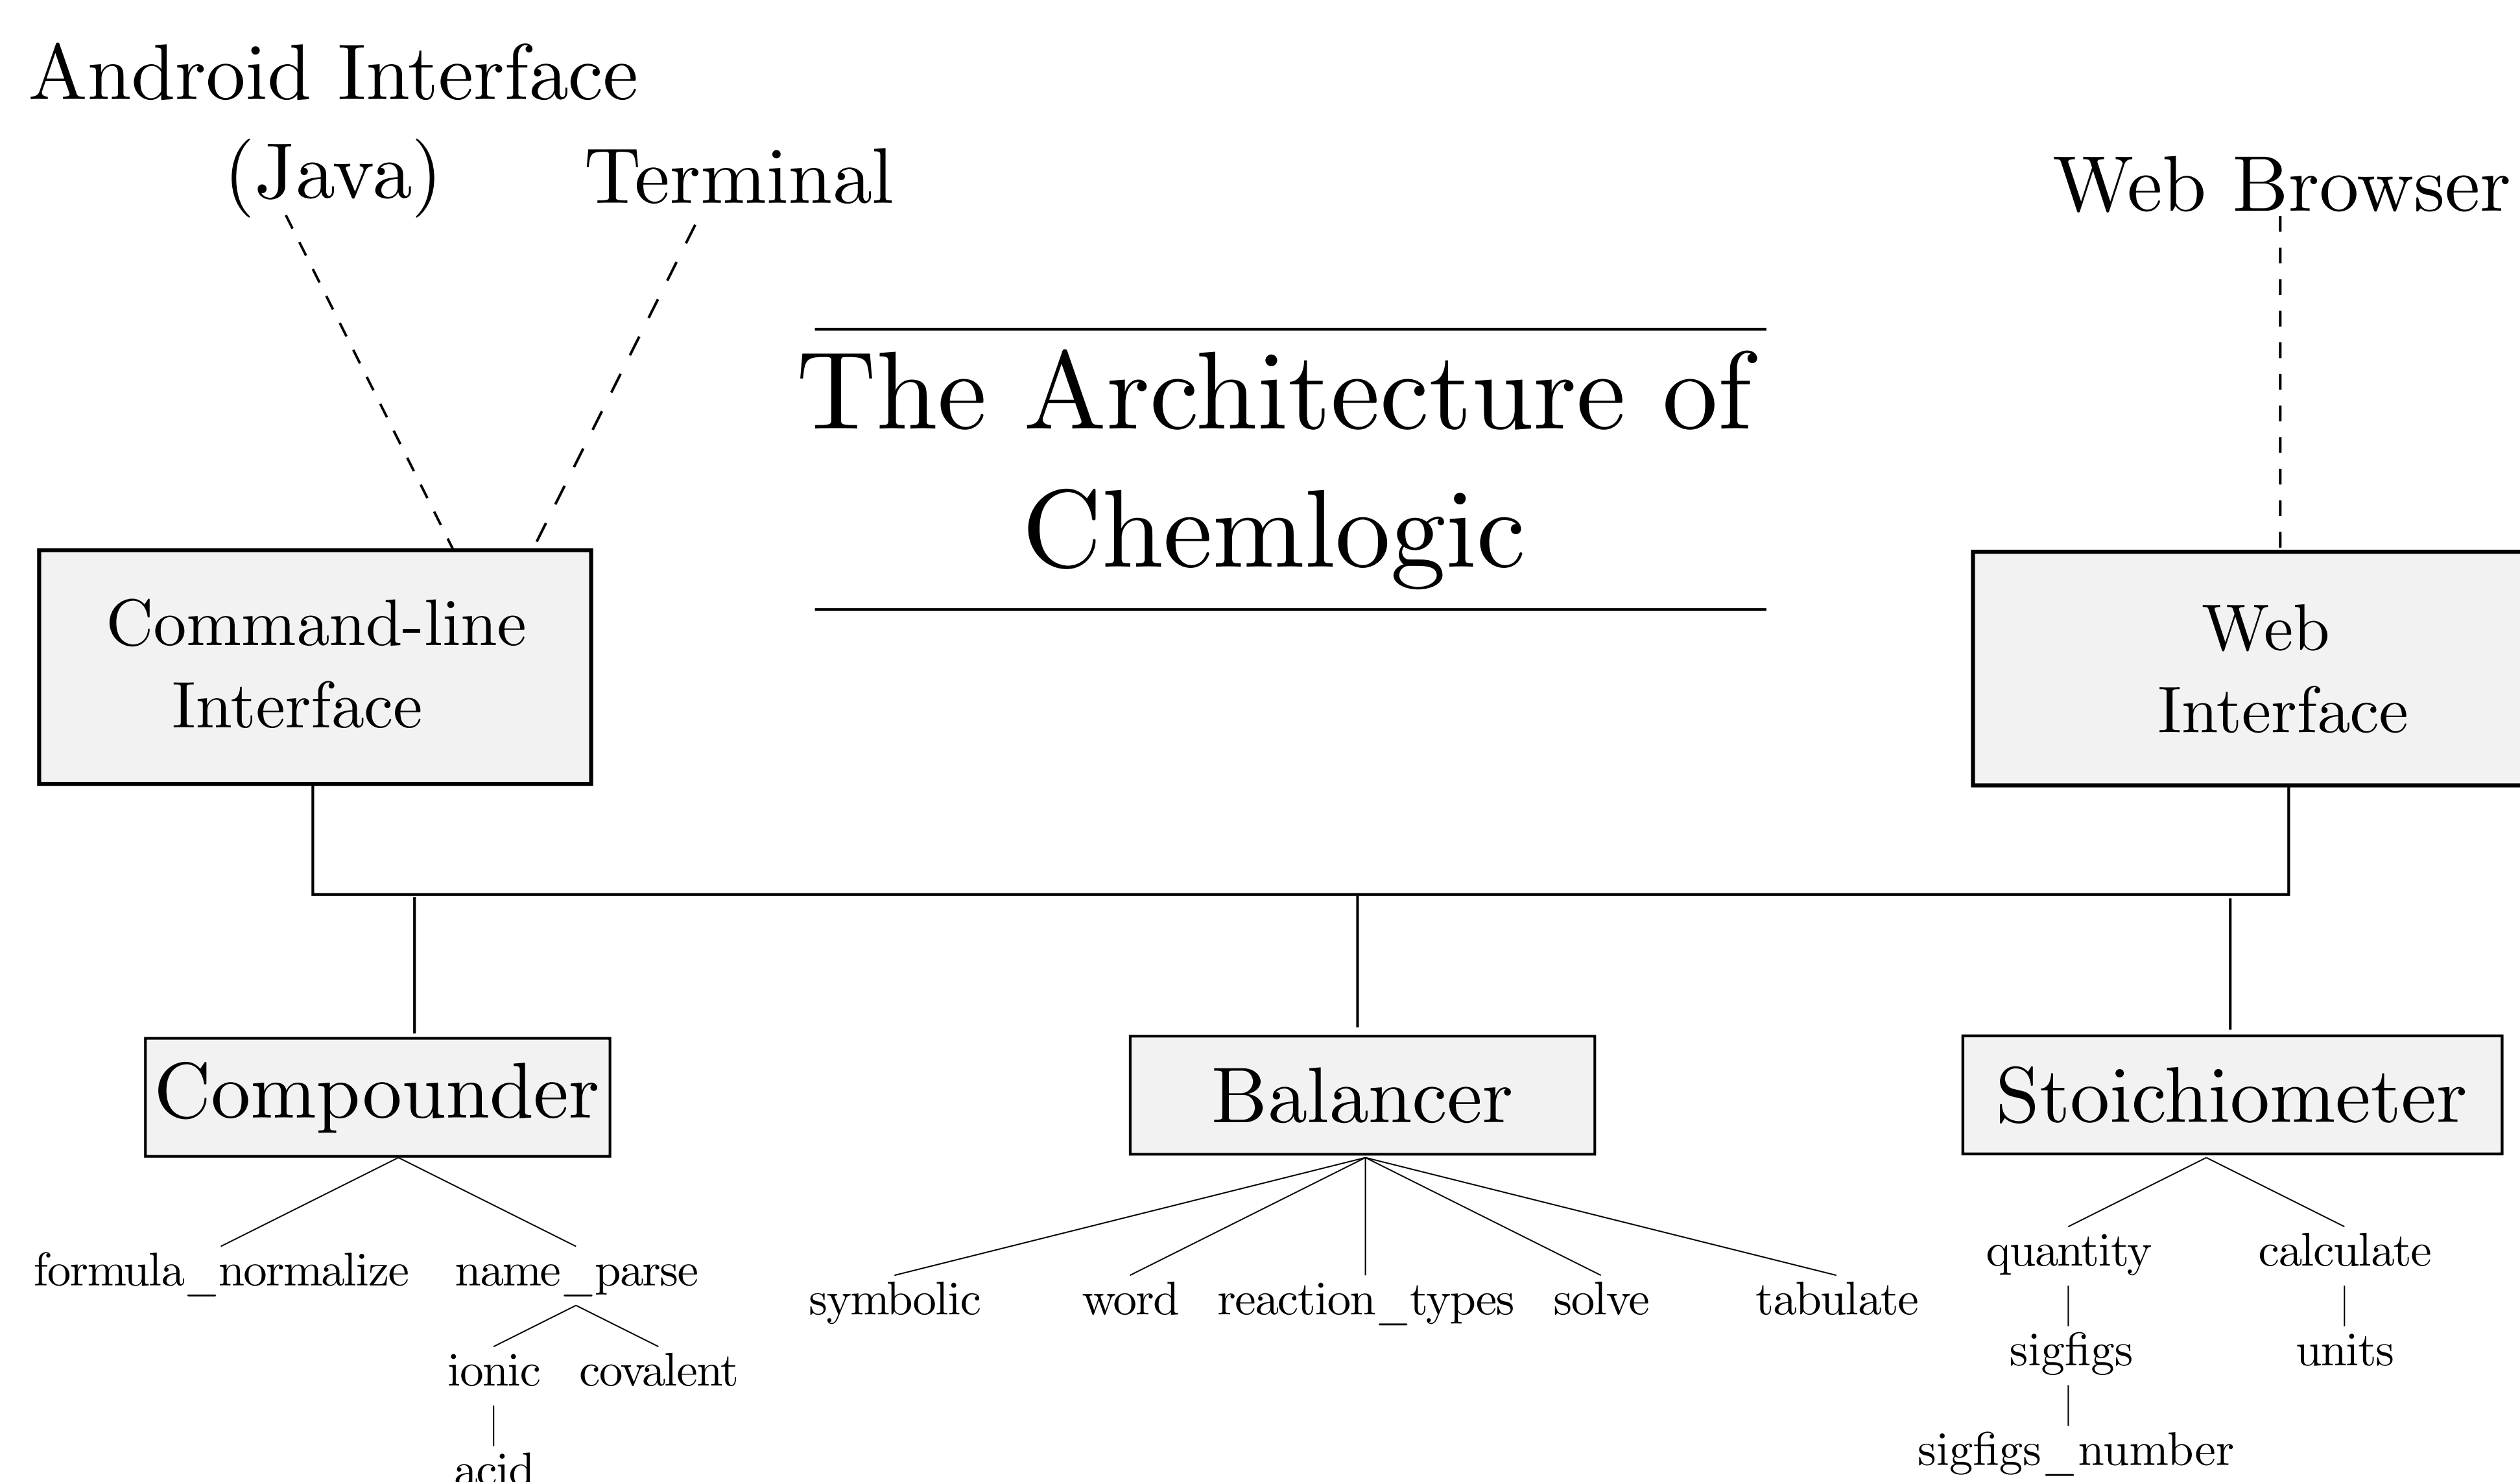 Android Interface
(Java)
Terminal
Web Browser
The Architecture of
Chemlogic
Command-line
Interface
Web
Interface
Compounder
Balancer
Stoichiometer
formula_normalize
name_parse
ionic
covalent
acid
symbolic
word
reaction_types
solve
tabulate
quantity
calculate
sigfigs
units
sigfigs_number